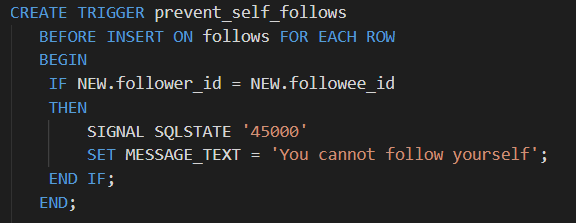 CREATE TRIGGER prevent_self_follows
BEFORE INSERT ON follows FOR EACH ROW
BEGIN
IF NEW.follower_id = NEW.followee_id
THEN
SIGNAL SQLSTATE '45000'
SET MESSAGE_TEXT = 'You cannot follow yourself';
END IF;
END;